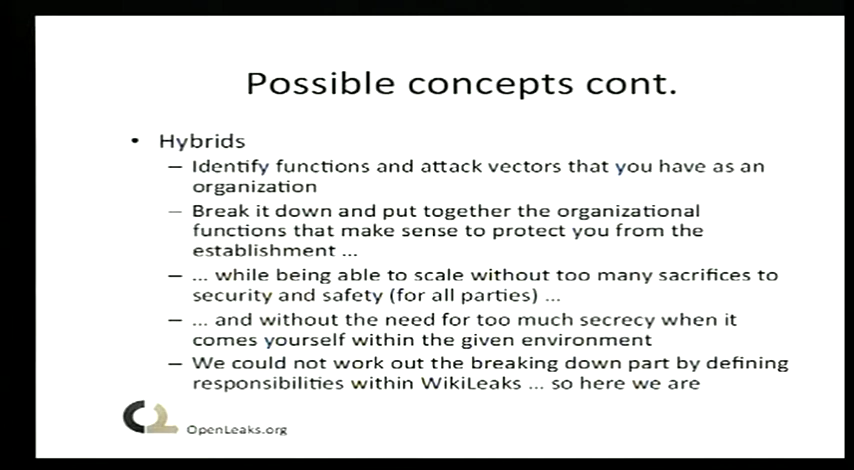 Possible concepts cont.
• Hybrids
– Identify functions and attack vectors that you have as an
organization
– Break it down and put together the organizational
functions that make sense to protect you from the
establishment ...
– ... while being able to scale without too many sacrifices to
security and safety (for all parties) ...
– ... and without the need for too much secrecy when it
comes yourself within the given environment
– We could not work out the breaking down part by defining
responsibilities within WikiLeaks ... so here we are
OpenLeaks.org